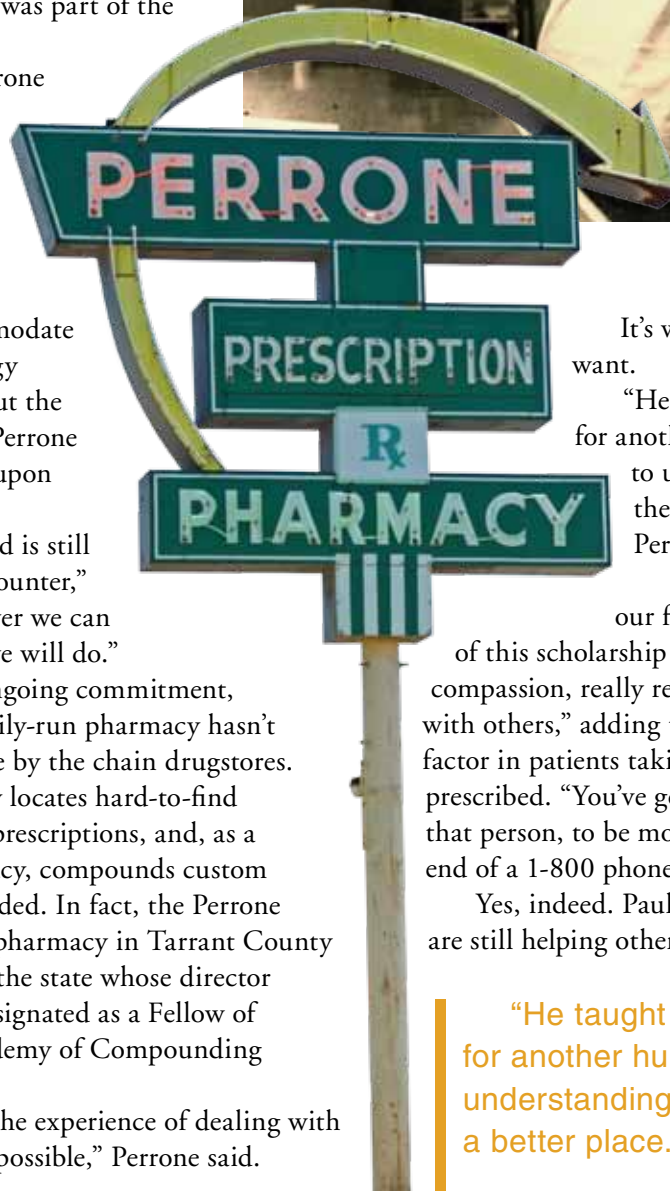 was part of the
rone
modate
gy
ut the
Perrone
upon
d is still
ounter,”
er we can
e will do.”
ngoing commitment,
ily-run pharmacy hasn’t
e by the chain drugstores.
y locates hard-to-find
prescriptions, and, as a
cy, compounds custom
ded. In fact, the Perrone
pharmacy in Tarrant County
the state whose director
signated as a Fellow of
demy of Compounding
he experience of dealing with
possible,” Perrone said.
PERRONE
PRESCRIPTION
Rx
PHARMACY
It’s w
want.
“He
for anoth
to u
the
Per
our f
of this scholarship
compassion, really re
with others,” adding
factor in patients taki
prescribed. “You’ve go
that person, to be mo
end of a 1-800 phone
Yes, indeed. Paul
are still helping other
“He taught
for another hu
understanding
a better place.